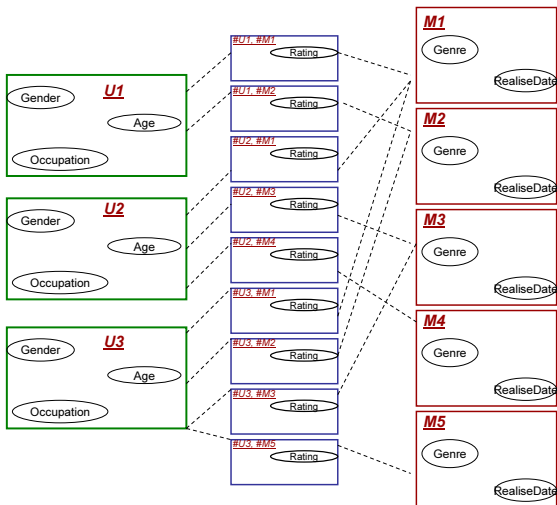 U1
Gender
Age
Occupation
U2
Gender
Age
Occupation
U3
Gender
Age
Occupation
#U1, #M1
Rating
#U1, #M2
Rating
#U2, #M1
Rating
#U2, #M3
Rating
#U2, #M4
Rating
#U3, #M1
Rating
#U3, #M2
Rating
#U3, #M3
Rating
#U3, #M5
Rating
M1
Genre
RealiseDate
M2
Genre
RealiseDate
M3
Genre
RealiseDate
M4
Genre
RealiseDate
M5
Genre
RealiseDate